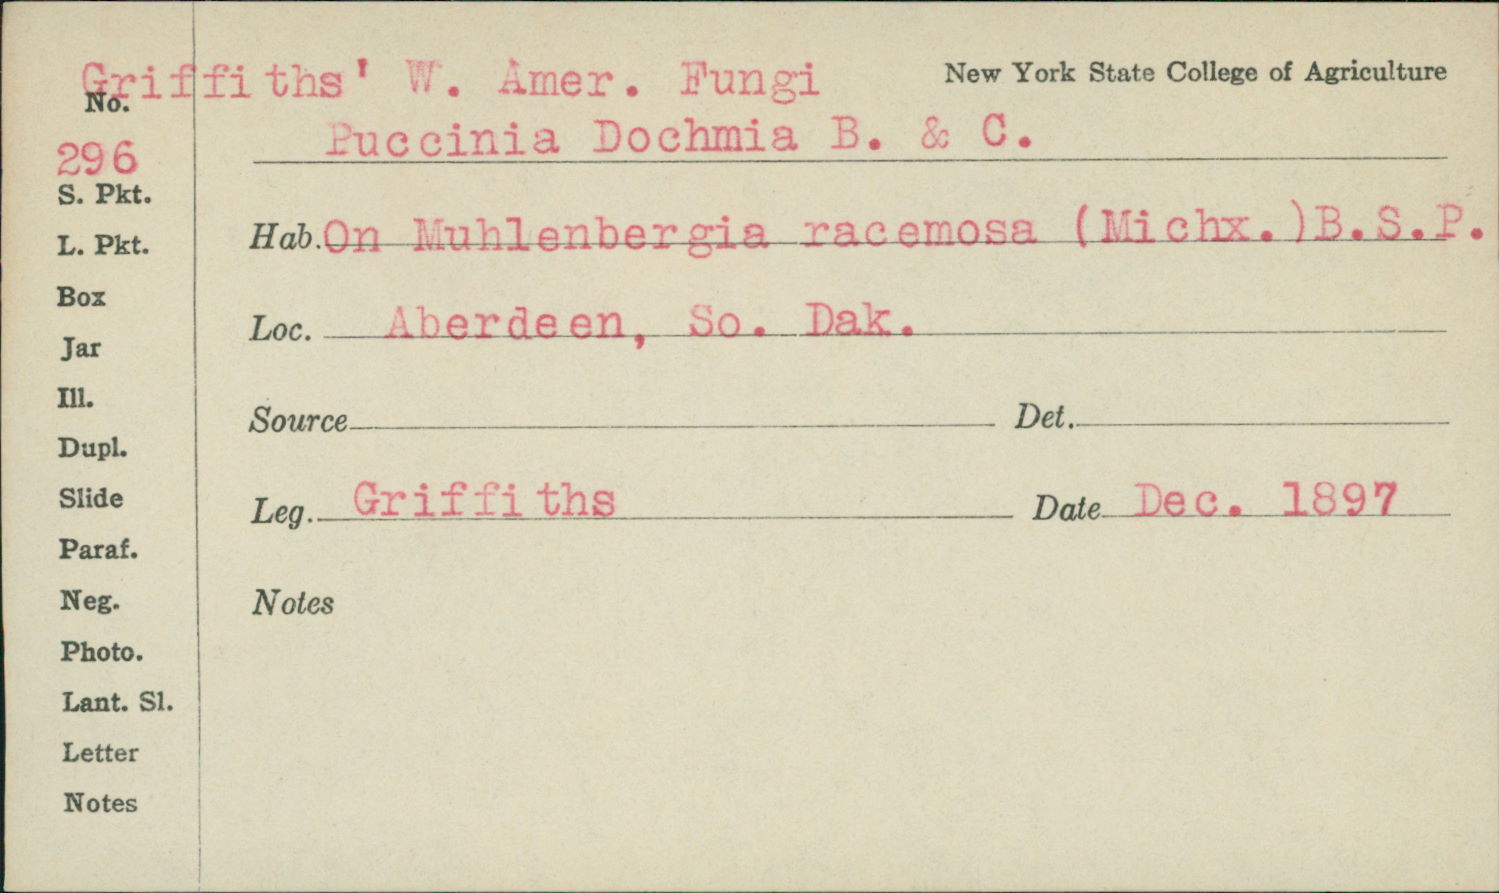 Griffiths' W. Amer. Fungi
New York State College of Agriculture
No.
Puccinia Dochmia B. & C.
296
S. Pkt.
L. Pkt.
Box
Jar
Ill.
Dupl.
Slide
Paraf.
Neg.
Photo.
Lant. Sl.
Letter
Notes
Hab. On Muhlenbergia racemosa (Michx.)B.S.P.
Loc. Aberdeen, So. Dak.
Source Det.
Leg. Griffiths Date Dec. 1897
Notes